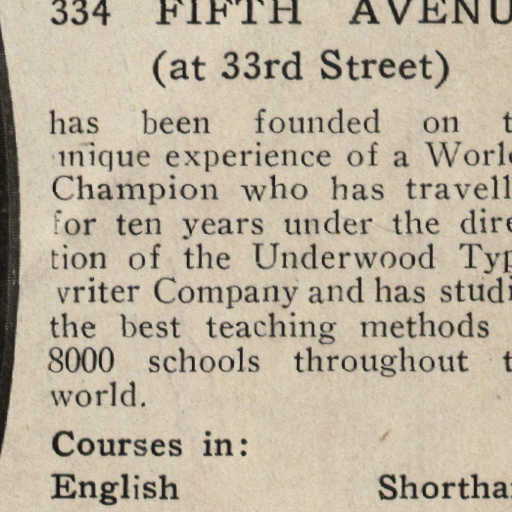 334 FIFTH AVENU
(at 33rd Street)
has been founded on t
unique experience of a Worl
Champion who has travell
for ten years under the dire
tion of the Underwood Typ
writer Company and has studi
the best teaching methods
8000 schools throughout t
world.
Courses in:
English Shortha